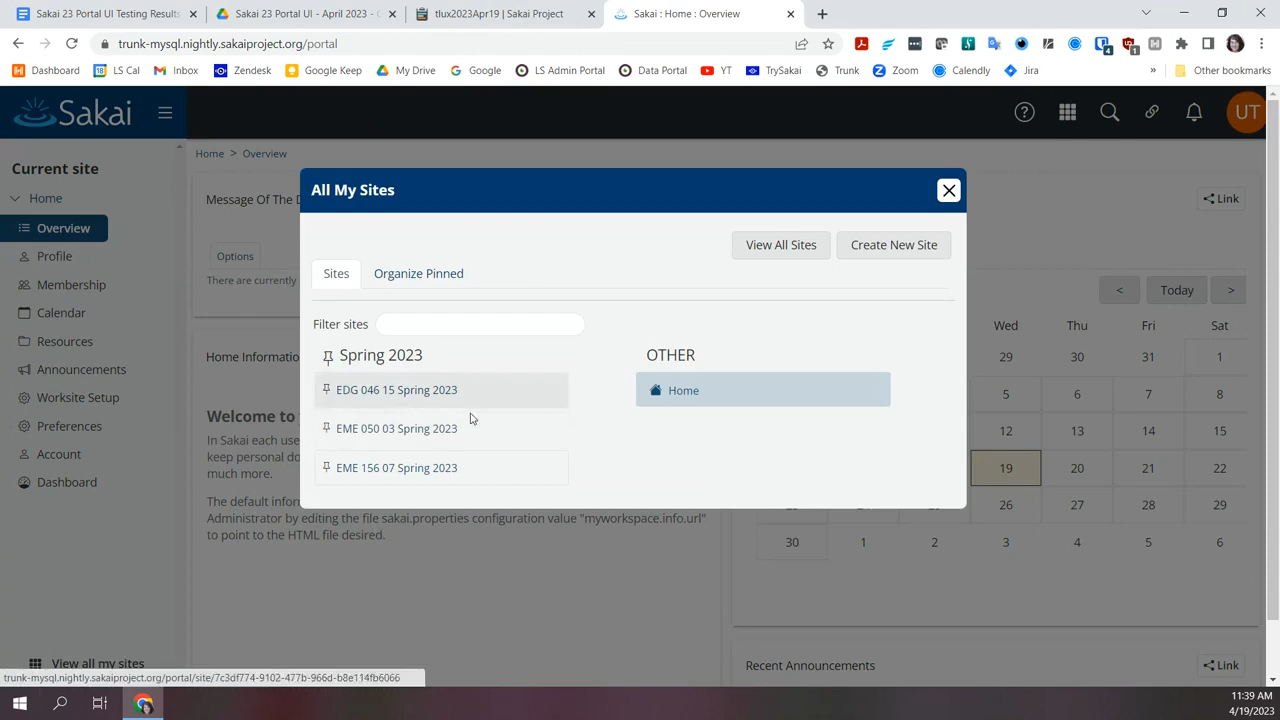 Sakai 23 Portal UI Testing Results
Sakai 23 Portal UI - April 2023 -
tlux2023Apr19 | Sakai Project
Sakai : Home : Overview
trunk-mysql.nightly.sakaiproject.org/portal
4
1
Dashboard
18 LS Cal
Inbox
Zendesk
Google Keep
My Drive
Google
LS Admin Portal
Data Portal
YT
TrySakai
Trunk
Zoom
Calendly
Jira
»
Other bookmarks
Sakai
UT
Current site
Home
Overview
Profile
Membership
Calendar
Resources
Announcements
Worksite Setup
Preferences
Account
Dashboard
View all my sites
Home > Overview
Message Of The D
Link
Options
There are currently
Home Informatio
Welcome to
In Sakai each use
keep personal do
much more.
The default infor
Administrator by editing the file sakai.properties configuration value "myworkspace.info.url"
to point to the HTML file desired.
All My Sites
View All Sites
Create New Site
Sites
Organize Pinned
Filter sites
Spring 2023
EDG 046 15 Spring 2023
EME 050 03 Spring 2023
EME 156 07 Spring 2023
OTHER
Home
< Today >
Wed Thu Fri Sat
29 30 31 1
5 6 7 8
12 13 14 15
19 20 21 22
26 27 28 29
30 1 2 3 4 5 6
Recent Announcements
Link
trunk-mysql.nightly.sakaiproject.org/portal/site/7c3df774-9102-477b-966d-b8e114fb6066
11:39 AM
4/19/2023